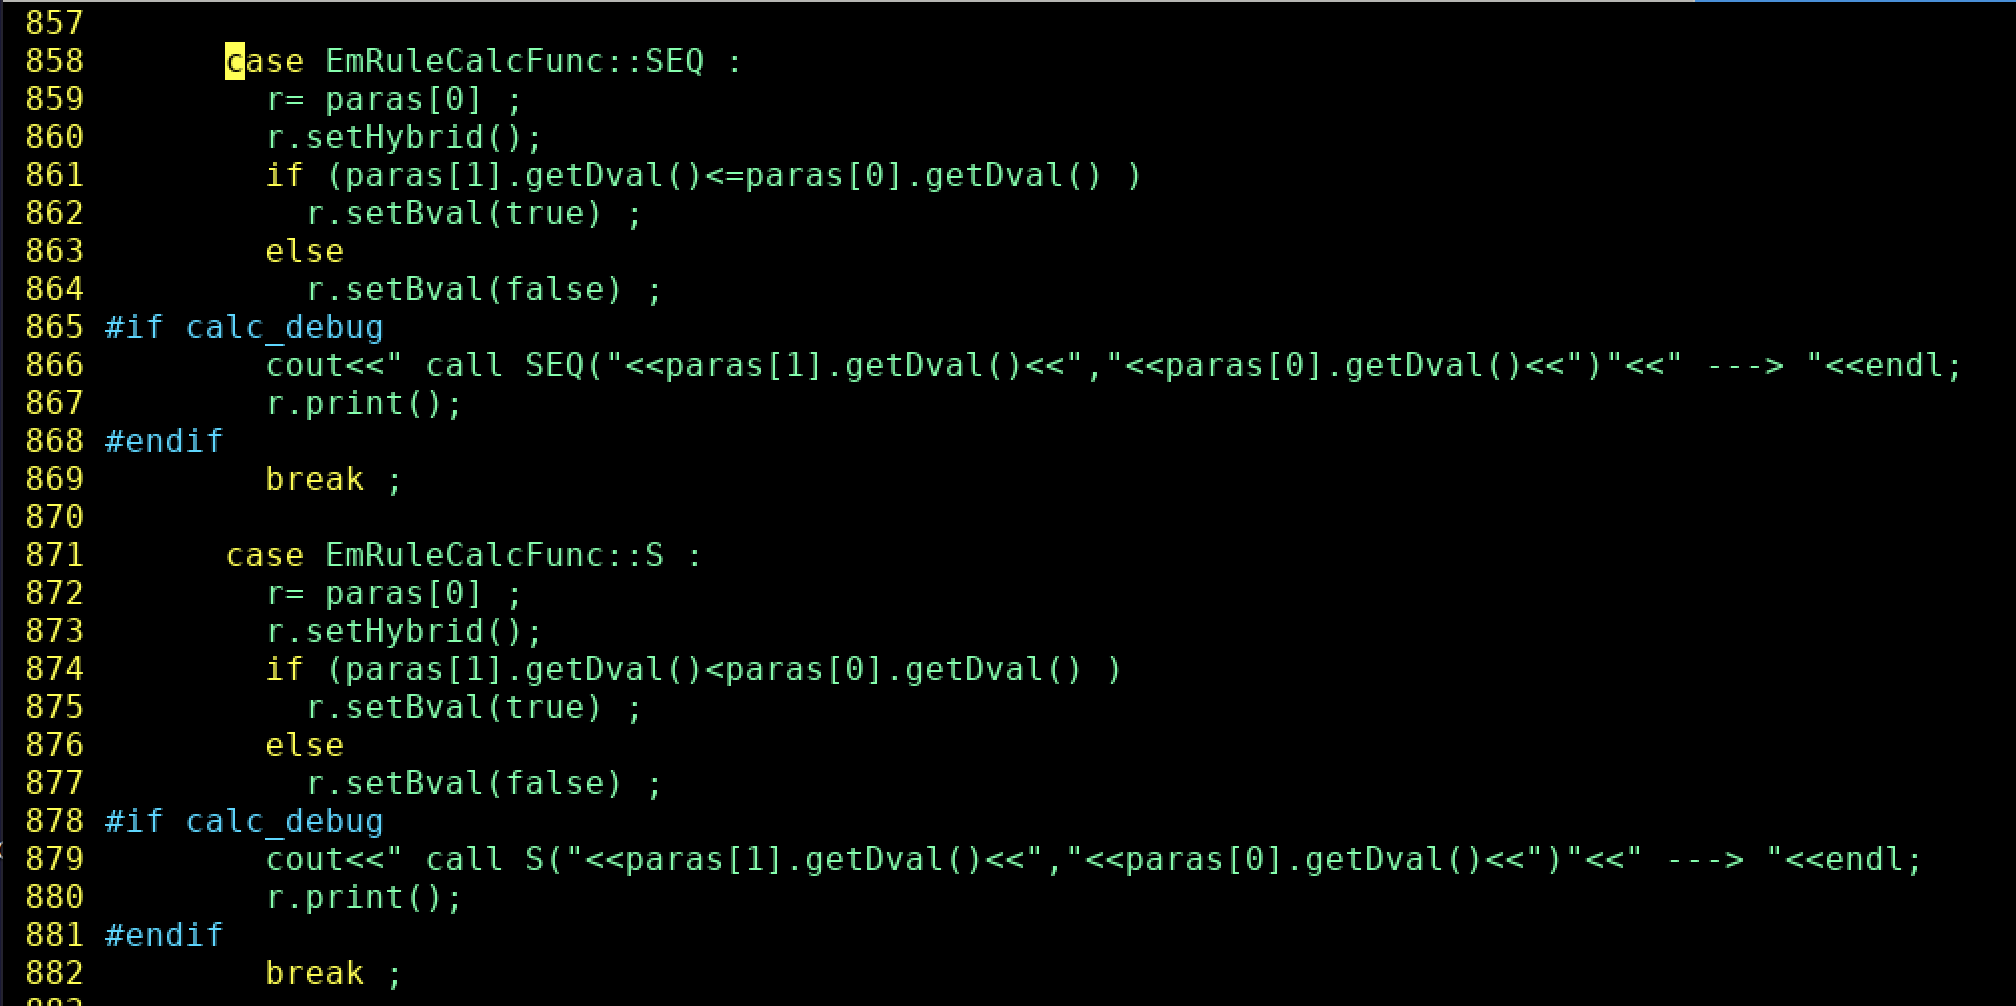 857
858       case EmRuleCalcFunc::SEQ :
859         r= paras[0] ;
860         r.setHybrid();
861         if (paras[1].getDval()<=paras[0].getDval() )
862           r.setBval(true) ;
863         else
864           r.setBval(false) ;
865 #if calc_debug
866         cout<<" call SEQ("<<paras[1].getDval()<<","<<paras[0].getDval()<<")"<<" ---> "<<endl;
867         r.print();
868 #endif
869         break ;
870
871       case EmRuleCalcFunc::S :
872         r= paras[0] ;
873         r.setHybrid();
874         if (paras[1].getDval()<paras[0].getDval() )
875           r.setBval(true) ;
876         else
877           r.setBval(false) ;
878 #if calc_debug
879         cout<<" call S("<<paras[1].getDval()<<","<<paras[0].getDval()<<")"<<" ---> "<<endl;
880         r.print();
881 #endif
882         break ;